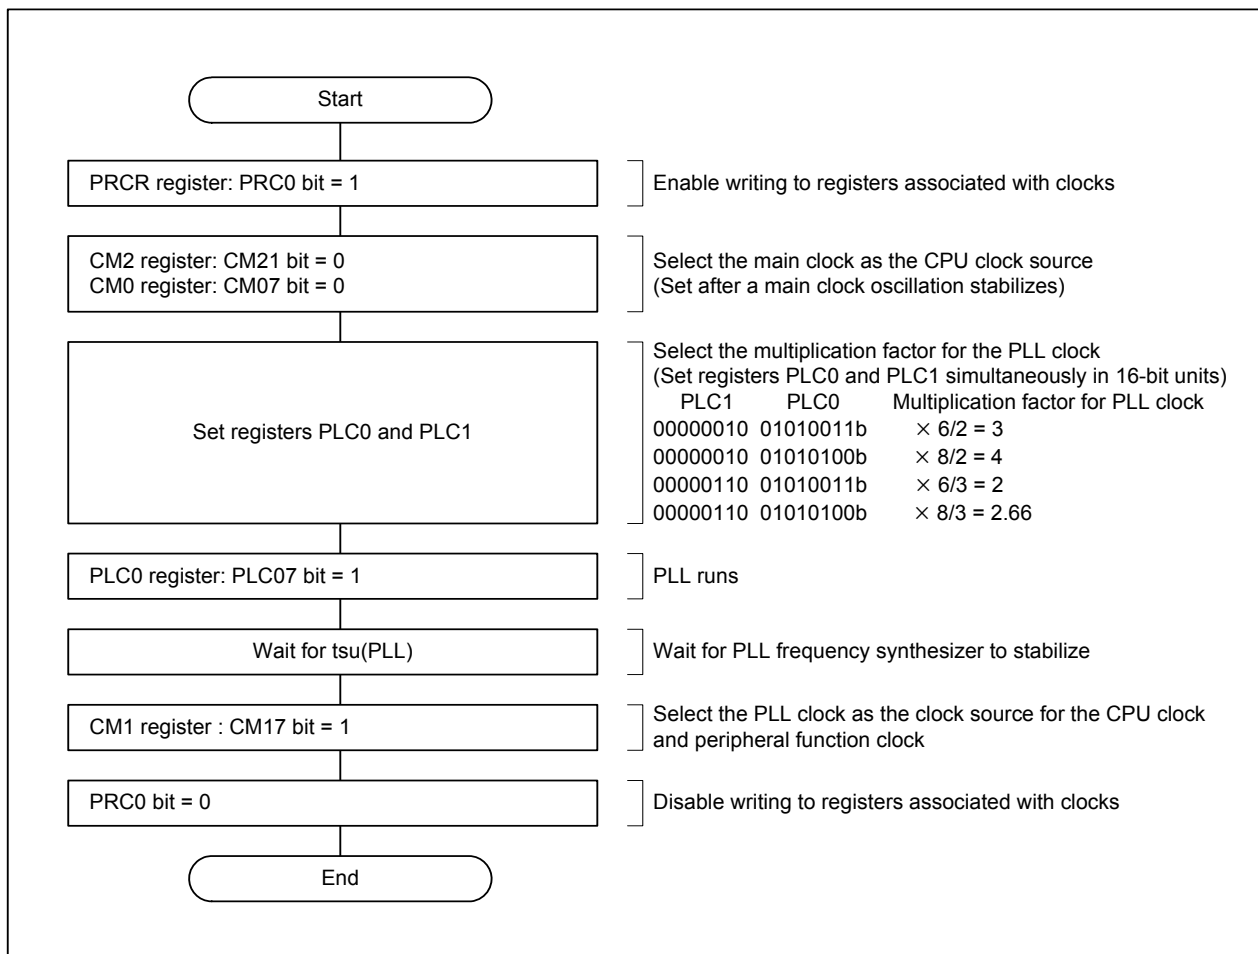 Start
PRCR register: PRC0 bit = 1
Enable writing to registers associated with clocks
CM2 register: CM21 bit = 0
CM0 register: CM07 bit = 0
Select the main clock as the CPU clock source
(Set after a main clock oscillation stabilizes)
Set registers PLC0 and PLC1
Select the multiplication factor for the PLL clock
(Set registers PLC0 and PLC1 simultaneously in 16-bit units)
PLC1 PLC0 Multiplication factor for PLL clock
00000010 01010011b × 6/2 = 3
00000010 01010100b × 8/2 = 4
00000110 01010011b × 6/3 = 2
00000110 01010100b × 8/3 = 2.66
PLC0 register: PLC07 bit = 1
PLL runs
Wait for tsu(PLL)
Wait for PLL frequency synthesizer to stabilize
CM1 register : CM17 bit = 1
Select the PLL clock as the clock source for the CPU clock
and peripheral function clock
PRC0 bit = 0
Disable writing to registers associated with clocks
End